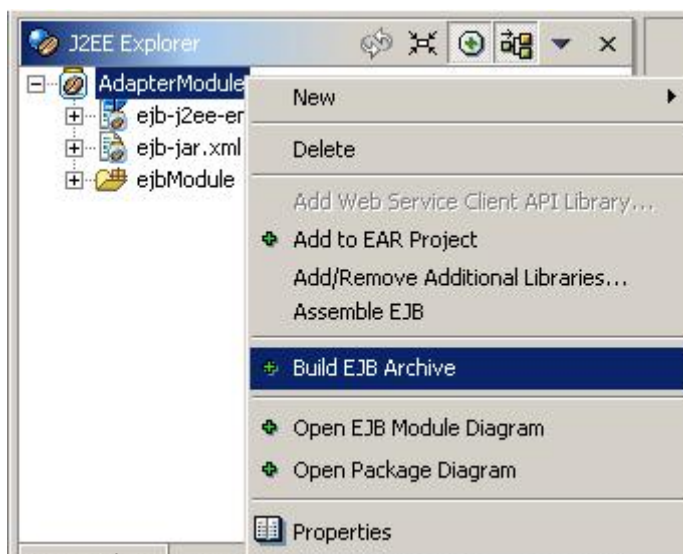 J2EE Explorer
AdapterModule
ejb-j2ee-er
ejb-jar.xml
ejbModule
New
Delete
Add Web Service Client API Library...
Add to EAR Project
Add/Remove Additional Libraries...
Assemble EJB
Build EJB Archive
Open EJB Module Diagram
Open Package Diagram
Properties